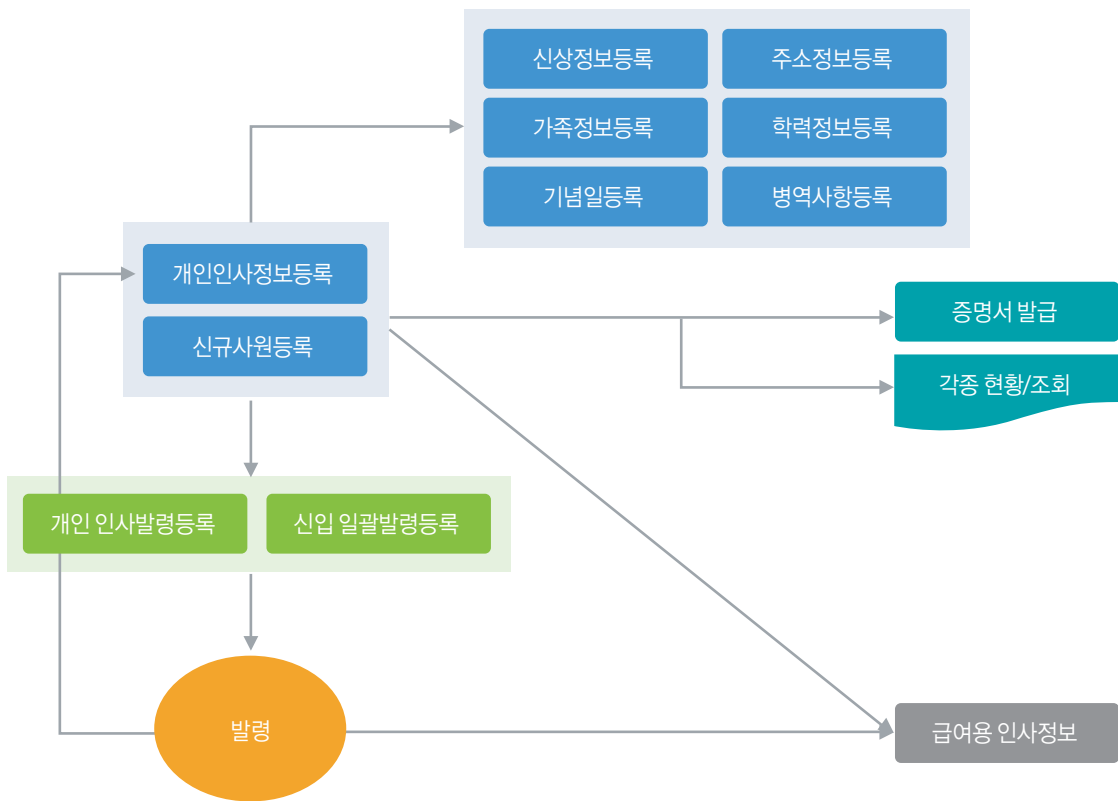 신상정보등록
주소정보등록
가족정보등록
학력정보등록
기념일등록
병역사항등록
개인인사정보등록
신규사원등록
증명서 발급
각종 현황/조회
개인 인사발령등록
신입 일괄발령등록
발령
급여용 인사정보